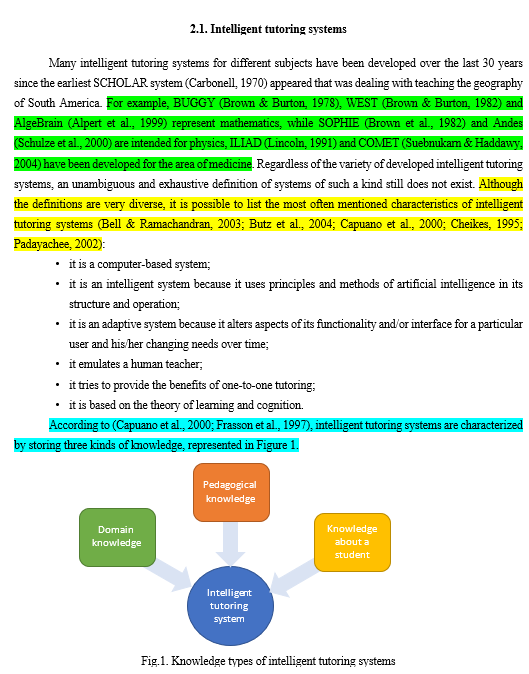 2.1. Intelligent tutoring systems
Many intelligent tutoring systems for different subjects have been developed over the last 30 years
since the earliest SCHOLAR system (Carbonell, 1970) appeared that was dealing with teaching the geography
of South America. For example, BUGGY (Brown & Burton, 1978), WEST (Brown & Burton, 1982) and
AlgeBrain (Alpert et al., 1999) represent mathematics, while SOPHIE (Brown et al., 1982) and Andes
(Schulze et al., 2000) are intended for physics, ILIAD (Lincoln, 1991) and COMET (Suebnukarn & Haddawy,
2004) have been developed for the area of medicine. Regardless of the variety of developed intelligent tutoring
systems, an unambiguous and exhaustive definition of systems of such a kind still does not exist. Although
the definitions are very diverse, it is possible to list the most often mentioned characteristics of intelligent
tutoring systems (Bell & Ramachandran, 2003; Butz et al., 2004; Capuano et al., 2000; Cheikes, 1995;
Padayachee, 2002):
• it is a computer-based system;
• it is an intelligent system because it uses principles and methods of artificial intelligence in its
structure and operation;
• it is an adaptive system because it alters aspects of its functionality and/or interface for a particular
user and his/her changing needs over time;
• it emulates a human teacher;
• it tries to provide the benefits of one-to-one tutoring;
• it is based on the theory of learning and cognition.
According to (Capuano et al., 2000; Frasson et al., 1997), intelligent tutoring systems are characterized
by storing three kinds of knowledge, represented in Figure 1.
Pedagogical
knowledge
Domain
knowledge
Knowledge
about a
student
Intelligent
tutoring
system
Fig.1. Knowledge types of intelligent tutoring systems